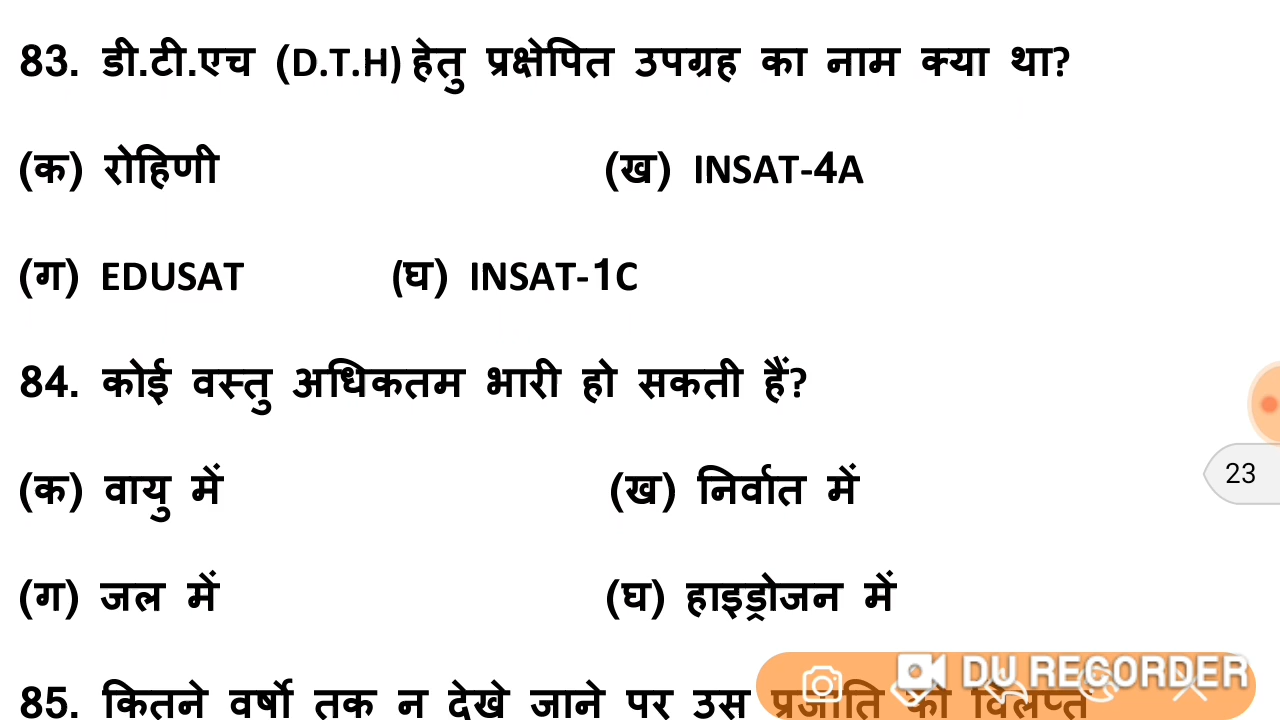 83. डी.टी.एच (D.T.H) हेतु प्रक्षेपित उपग्रह का नाम क्या था?
(क) रोहिणी (ख) INSAT-4A
(ग) EDUSAT (घ) INSAT-1C
84. कोई वस्तु अधिकतम भारी हो सकती हैं?
(क) वायु में (ख) निर्वात में
23
(ग) जल में (घ) हाइड्रोजन में
DU RECORDER
85. कितने वर्षो तक न देखे जाने पर उस प्रजाति को विलुप्त